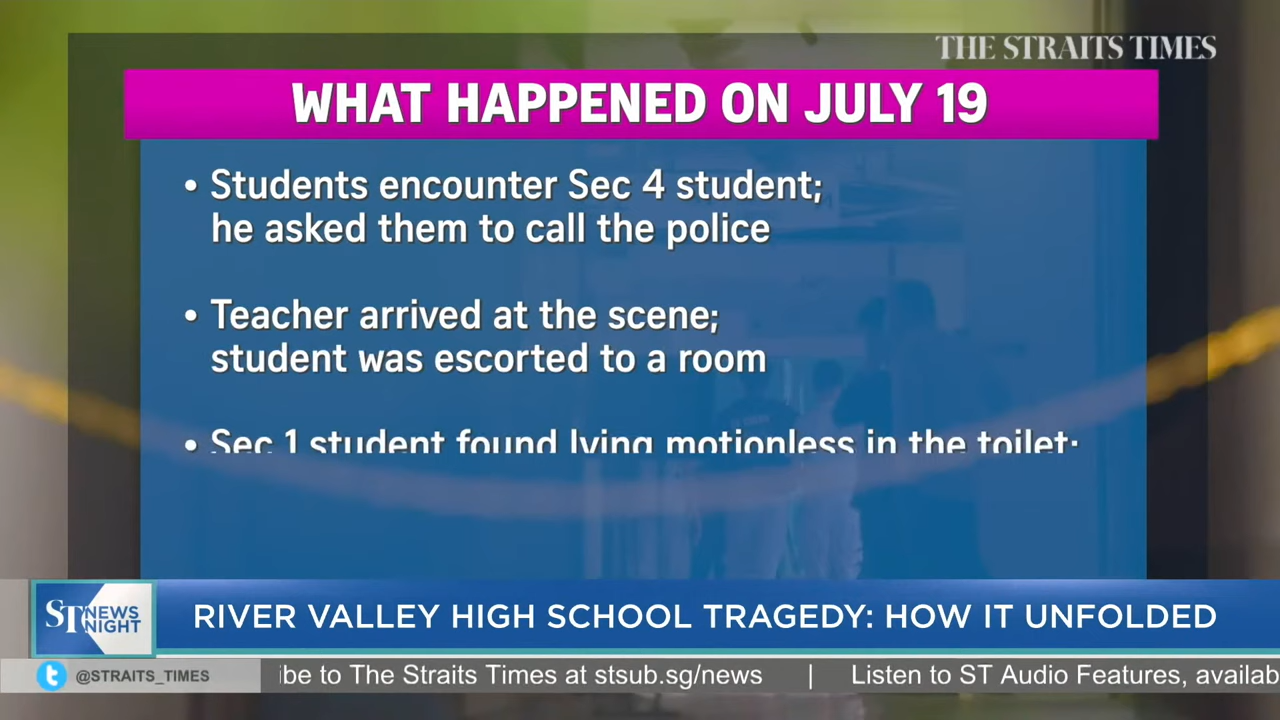 THE STRAITS TIMES
WHAT HAPPENED ON JULY 19
• Students encounter Sec 4 student;
he asked them to call the police
• Teacher arrived at the scene;
student was escorted to a room
• Sec 1 student found lying motionless in the toilet;
ST NEWS NIGHT
RIVER VALLEY HIGH SCHOOL TRAGEDY: HOW IT UNFOLDED
@STRAITS_TIMES
ibe to The Straits Times at stsub.sg/news | Listen to ST Audio Features, availab